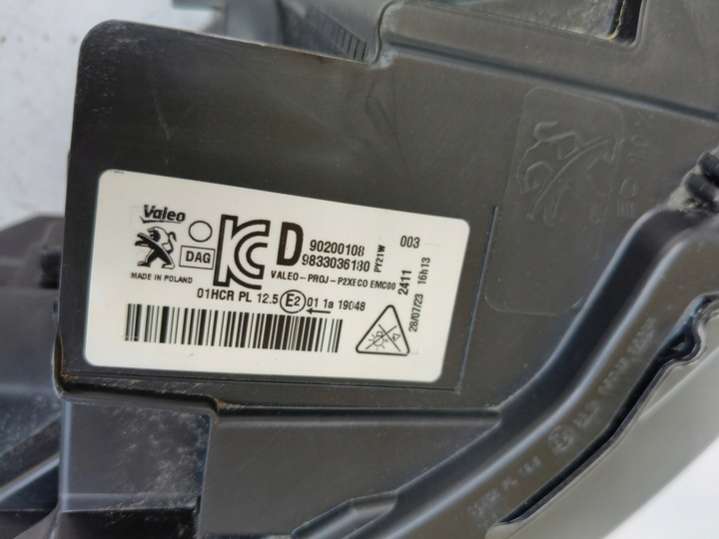 Valeo
DAG
MADE IN POLAND
KC
D
90200108
9833036180
PY21W
003
VALEO-PROJ-P2XECO EMC00
2411
28/07/23 16h13
01HCR PL 12.5 E2 01 1a 19048